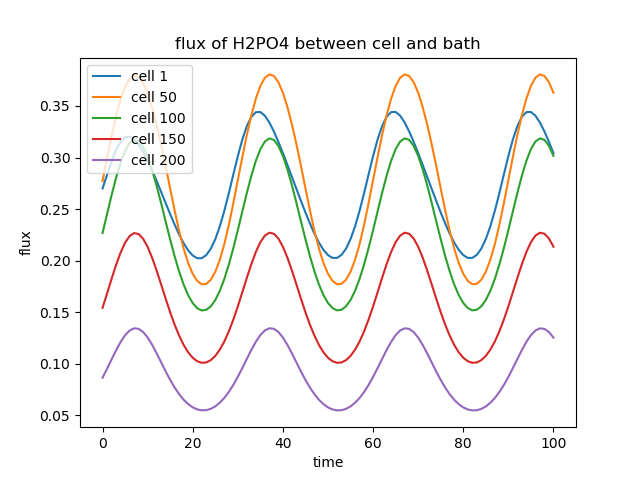 flux of H2PO4 between cell and bath
cell 1
cell 50
cell 100
cell 150
cell 200
flux
0.35
0.30
0.25
0.20
0.15
0.10
0.05
0 20 40 60 80 100
time